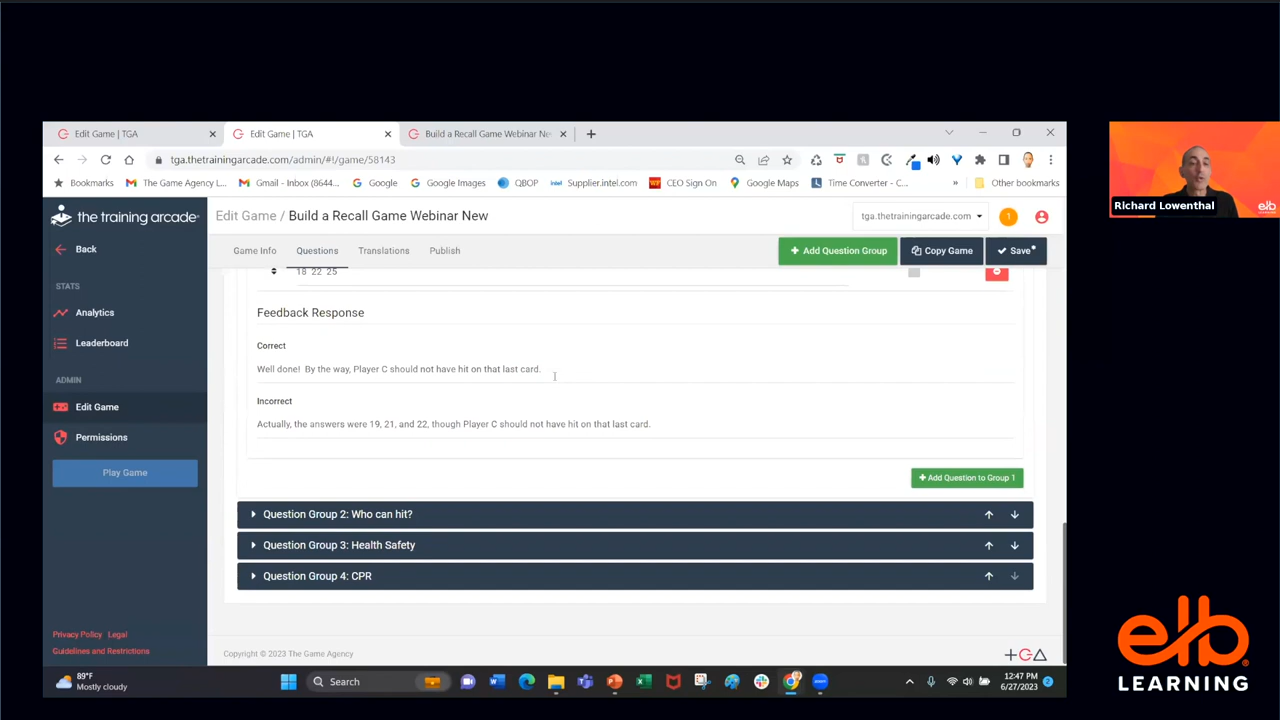 Edit Game | TGA
Edit Game | TGA
Build a Recall Game Webinar Ne
tga.thetrainingarcade.com/admin/#!/game/58143
Bookmarks
The Game Agency L...
Gmail - Inbox (8644...
Google
Google Images
QBOP
Supplier.intel.com
CEO Sign On
Google Maps
Time Converter - C...
»
Other bookmarks
the training arcade
Edit Game / Build a Recall Game Webinar New
tga.thetrainingarcade.com
1
Back
Game Info
Questions
Translations
Publish
+ Add Question Group
Copy Game
Save*
18 22 25
STATS
Analytics
Leaderboard
ADMIN
Edit Game
Permissions
Play Game
Feedback Response
Correct
Well done! By the way, Player C should not have hit on that last card.
Incorrect
Actually, the answers were 19, 21, and 22, though Player C should not have hit on that last card.
+ Add Question to Group 1
Question Group 2: Who can hit?
Question Group 3: Health Safety
Question Group 4: CPR
Privacy Policy Legal
Guidelines and Restrictions
Copyright © 2023 The Game Agency
89°F
Mostly cloudy
Search
12:47 PM
6/27/2023
2
Richard Lowenthal
elb
elb
LEARNING